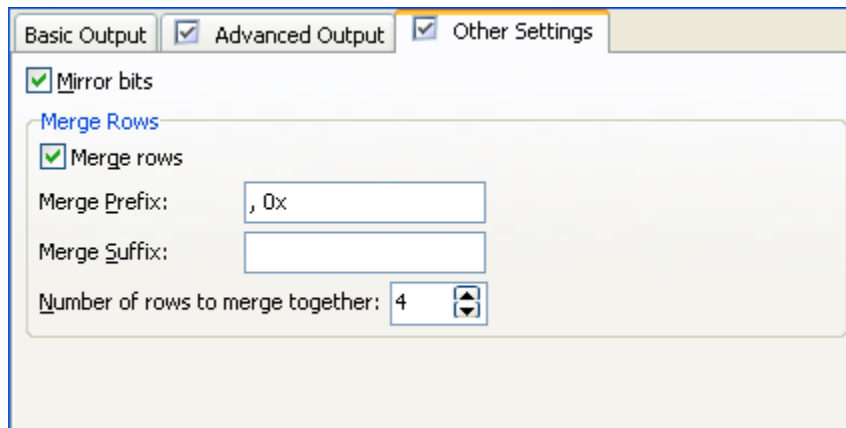 Basic Output Advanced Output Other Settings
Mirror bits
Merge Rows
Merge rows
Merge Prefix: , 0x
Merge Suffix:
Number of rows to merge together: 4